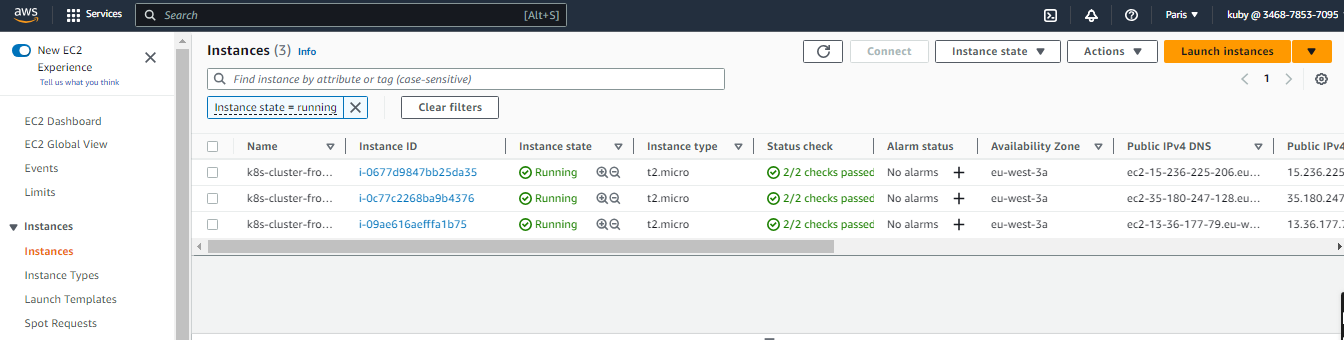 aws Services Search [Alt+S] Paris ▼ kuby @ 3468-7853-7095
New EC2
Experience
Tell us what you think
EC2 Dashboard
EC2 Global View
Events
Limits
Instances
Instances
Instance Types
Launch Templates
Spot Requests
Instances (3) Info
Connect Instance state ▼ Actions ▼ Launch instances ▼
Find instance by attribute or tag (case-sensitive)
1
Instance state = running Clear filters
Name Instance ID Instance state Instance type Status check Alarm status Availability Zone Public IPv4 DNS Public IPv4
k8s-cluster-fro... i-0677d9847bb25da35 Running t2.micro 2/2 checks passed No alarms + eu-west-3a ec2-15-236-225-206.eu... 15.236.225
k8s-cluster-fro... i-0c77c2268ba9b4376 Running t2.micro 2/2 checks passed No alarms + eu-west-3a ec2-35-180-247-128.eu... 35.180.247
k8s-cluster-fro... i-09ae616aefffa1b75 Running t2.micro 2/2 checks passed No alarms + eu-west-3a ec2-13-36-177-79.eu-w... 13.36.177.7